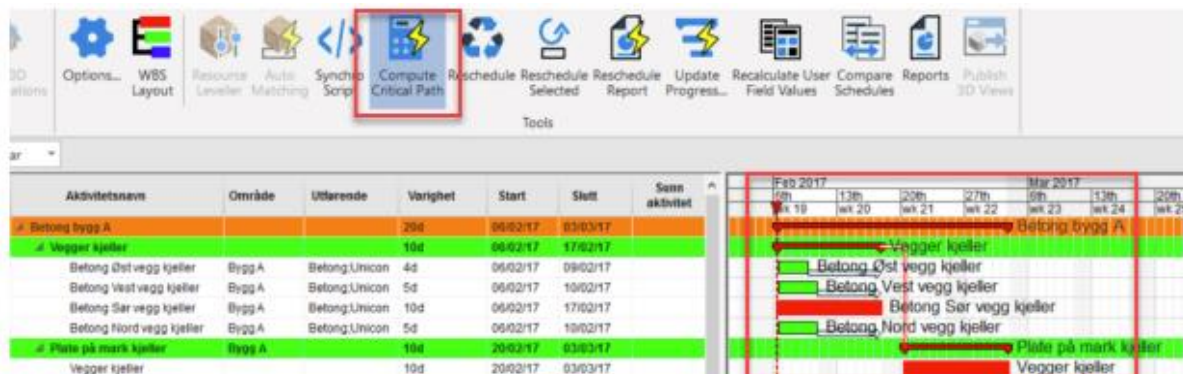 3D
Options... WBS Layout Resource Leveler Auto Matching Synchro Script Compute Critical Path Reschedule Reschedule Selected Reschedule Report Update Progress... Recalculate User Field Values Compare Schedules Reports Publish 3D Views
Tools
ar
Aktivitetsnavn Område Utførende Varighet Start Slutt Sunn aktivitet
Feb 2017 Mar 2017
6th 13th 20th 27th 6th 13th 20th
wk 19 wk 20 wk 21 wk 22 wk 23 wk 24
Betong bygg A 20d 06/02/17 03/03/17 Betong bygg A
Vegger kjeller 10d 06/02/17 17/02/17 Vegger kjeller
Betong Øst vegg kjeller Bygg A Betong;Unicon 4d 06/02/17 09/02/17 Betong Øst vegg kjeller
Betong Vest vegg kjeller Bygg A Betong;Unicon 5d 06/02/17 10/02/17 Betong Vest vegg kjeller
Betong Sør vegg kjeller Bygg A Betong;Unicon 10d 06/02/17 17/02/17 Betong Sør vegg kjeller
Betong Nord vegg kjeller Bygg A Betong;Unicon 5d 06/02/17 10/02/17 Betong Nord vegg kjeller
Plate på mark kjeller Bygg A 10d 20/02/17 03/03/17 Plate på mark kjeller
Vegger kjeller 10d 20/02/17 03/03/17 Vegger kjeller